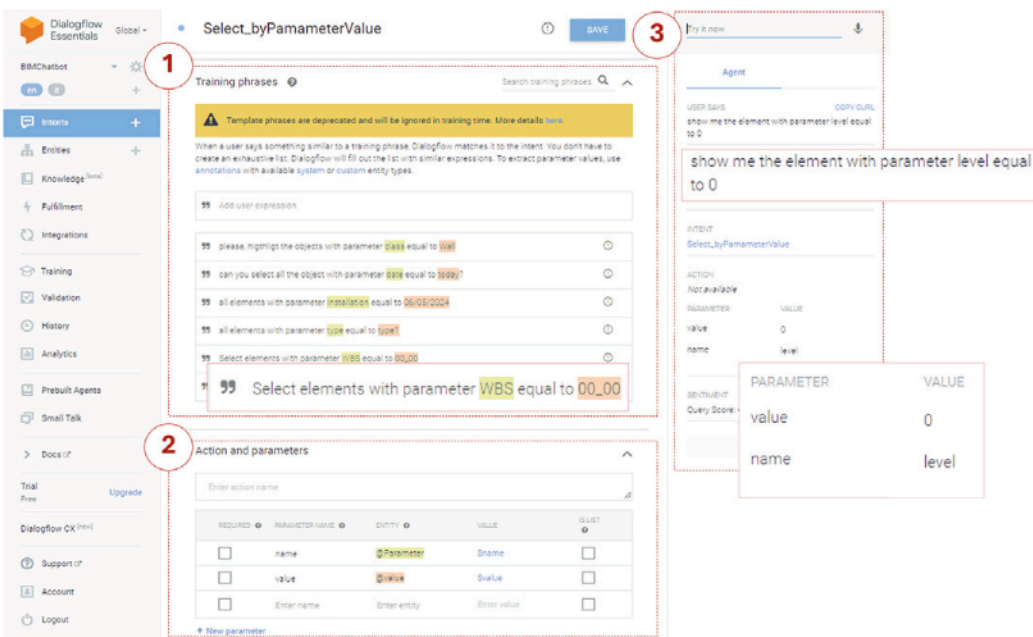 Dialogflow
Essentials
Global
Select_byPamameterValue
SAVE
BIMChatbot
en
it
Intents
Entities
Knowledge [beta]
Fulfillment
Integrations
Training
Validation
History
Analytics
Prebuilt Agents
Small Talk
Docs
Trial
Free
Upgrade
Dialogflow CX [new]
Support
Account
Logout
1
Training phrases
Search training phrases
Template phrases are deprecated and will be ignored in training time. More details here.
When a user says something similar to a training phrase, Dialogflow matches it to the intent. You don't have to
create an exhaustive list. Dialogflow will fill out the list with similar expressions. To extract parameter values, use
annotations with available system or custom entity types.
Add user expression
please, higthligt the objects with parameter class equal to Wall
can you select all the object with parameter date equal to today?
all elements with parameter installation equal to 06/05/2024
all elements with parameter type equal to type?
Select elements with parameter WBS equal to 00_00
Select elements with parameter WBS equal to 00_00
2
Action and parameters
Enter action name
REQUIRED PARAMETER NAME ENTITY VALUE IS LIST
name @Parameter $name
value @value $value
Enter name Enter entity Enter value
+ New parameter
3
Try it now
Agent
USER SAYS COPY CURL
show me the element with parameter level equal
to 0
show me the element with parameter level equal
to 0
INTENT
Select_byPamameterValue
ACTION
Not available
PARAMETER VALUE
value 0
name level
SENTIMENT
Query Score:
PARAMETER VALUE
value 0
name level